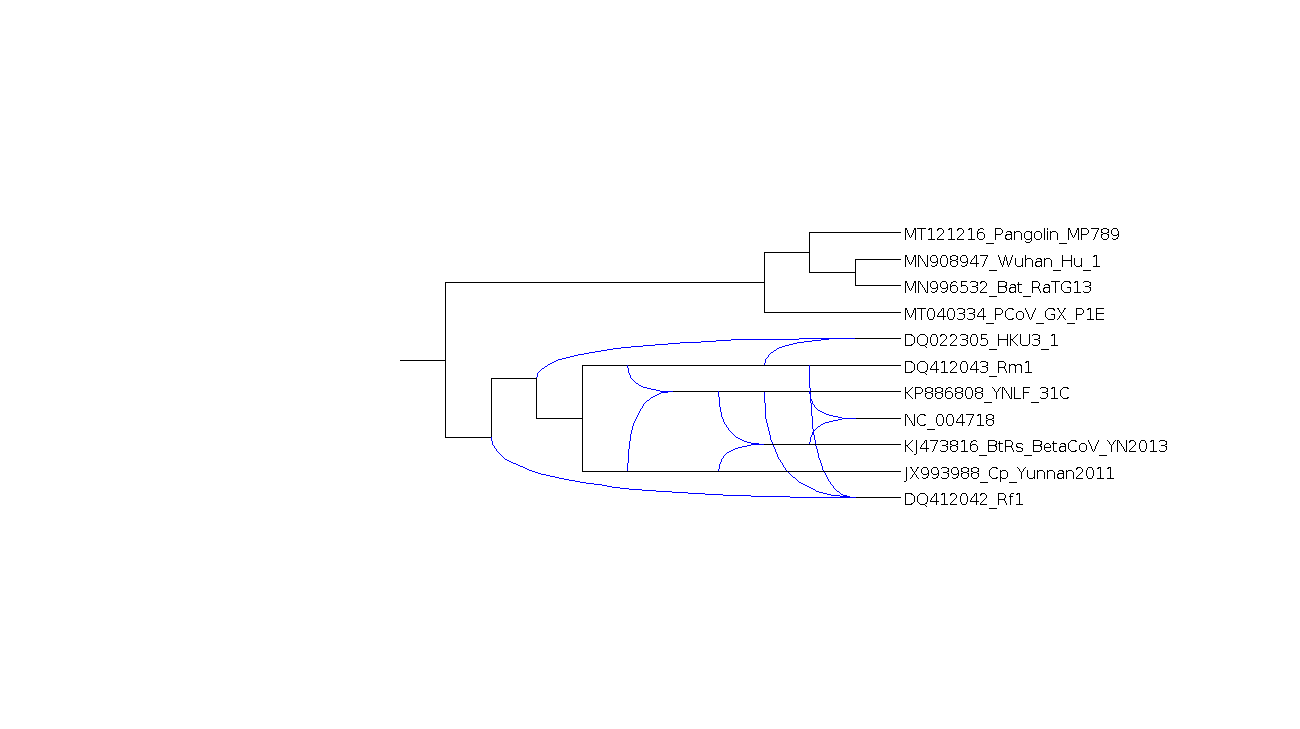 MT121216_Pangolin_MP789
MN908947_Wuhan_Hu_1
MN996532_Bat_RaTG13
MT040334_PCoV_GX_P1E
DQ022305_HKU3_1
DQ412043_Rm1
KP886808_YNLF_31C
NC_004718
KJ473816_BtRs_BetaCoV_YN2013
JX993988_Cp_Yunnan2011
DQ412042_Rf1